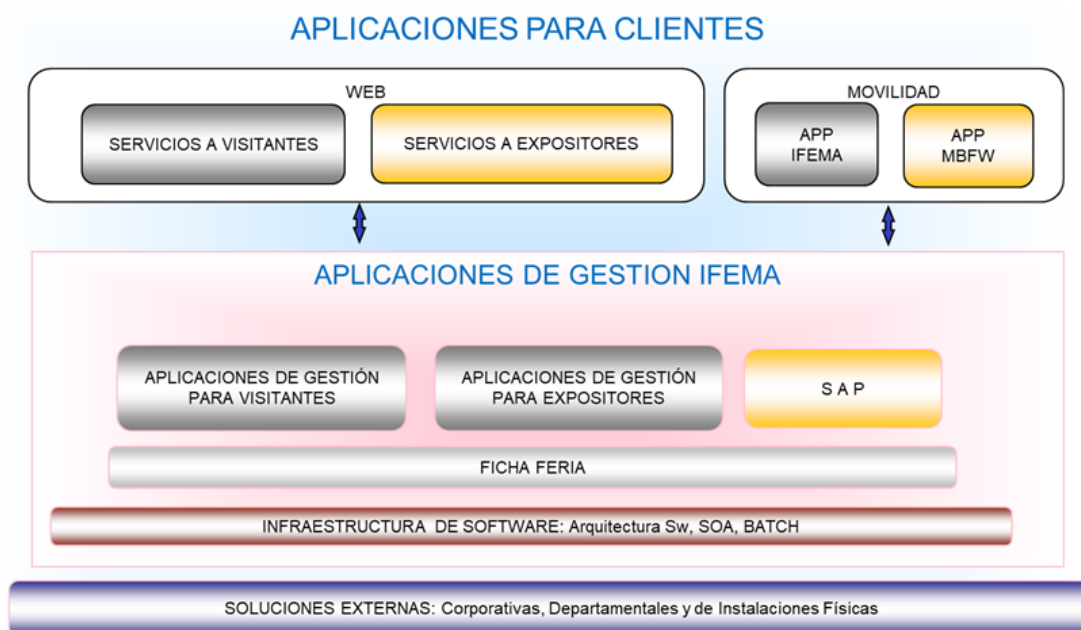 APLICACIONES PARA CLIENTES
WEB
SERVICIOS A VISITANTES
SERVICIOS A EXPOSITORES
MOVILIDAD
APP
IFEMA
APP
MBFW
APLICACIONES DE GESTION IFEMA
APLICACIONES DE GESTIÓN
PARA VISITANTES
APLICACIONES DE GESTIÓN
PARA EXPOSITORES
S A P
FICHA FERIA
INFRAESTRUCTURA DE SOFTWARE: Arquitectura Sw, SOA, BATCH
SOLUCIONES EXTERNAS: Corporativas, Departamentales y de Instalaciones Físicas